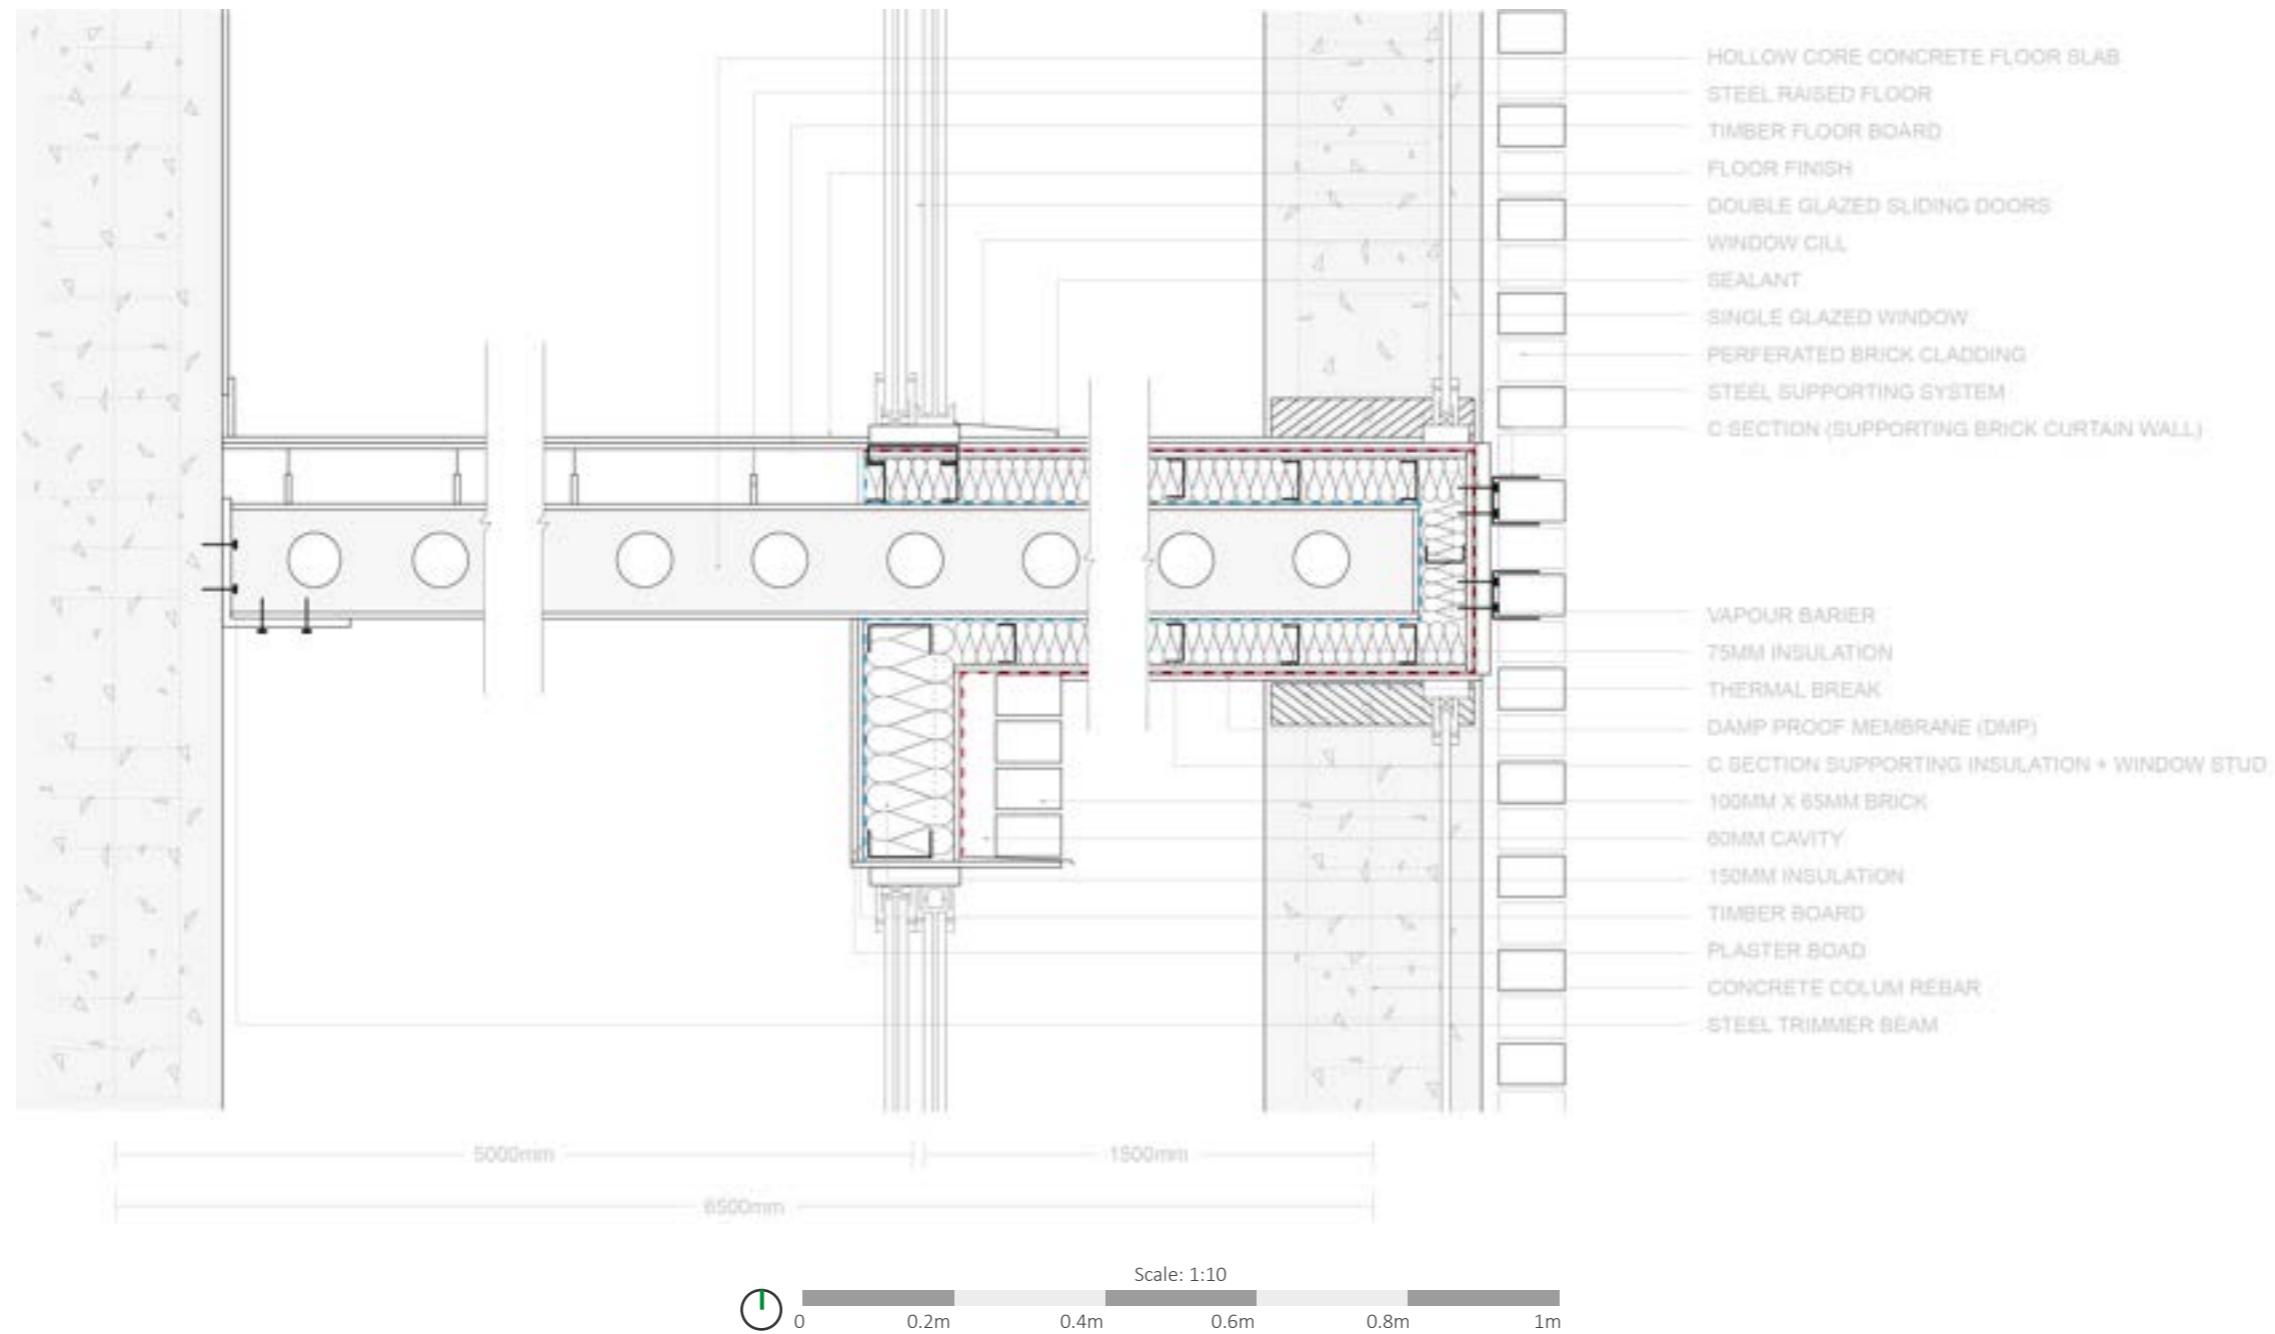 HOLLOW CORE CONCRETE FLOOR SLAB
STEEL RAISED FLOOR
TIMBER FLOOR BOARD
FLOOR FINISH
DOUBLE GLAZED SLIDING DOORS
WINDOW CILL
SEALANT
SINGLE GLAZED WINDOW
PERFERATED BRICK CLADDING
STEEL SUPPORTING SYSTEM
C SECTION (SUPPORTING BRICK CURTAIN WALL)
VAPOUR BARIER
75MM INSULATION
THERMAL BREAK
DAMP PROOF MEMBRANE (DMP)
C SECTION SUPPORTING INSULATION + WINDOW STUD
100MM X 65MM BRICK
60MM CAVITY
150MM INSULATION
TIMBER BOARD
PLASTER BOAD
CONCRETE COLUM REBAR
STEEL TRIMMER BEAM
5000mm 1500mm
6500mm
Scale: 1:10
0 0.2m 0.4m 0.6m 0.8m 1m